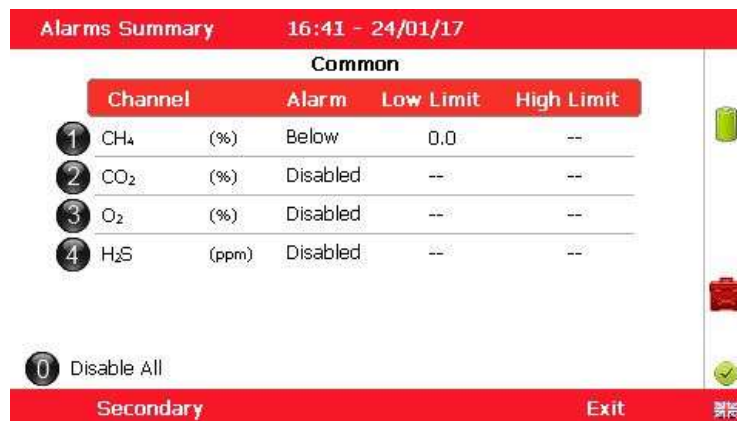 Alarms Summary 16:41 - 24/01/17
Common
Channel Alarm Low Limit High Limit
1 CH₄ (%) Below 0.0 --
2 CO₂ (%) Disabled -- --
3 O₂ (%) Disabled -- --
4 H₂S (ppm) Disabled -- --
0 Disable All
Secondary Exit